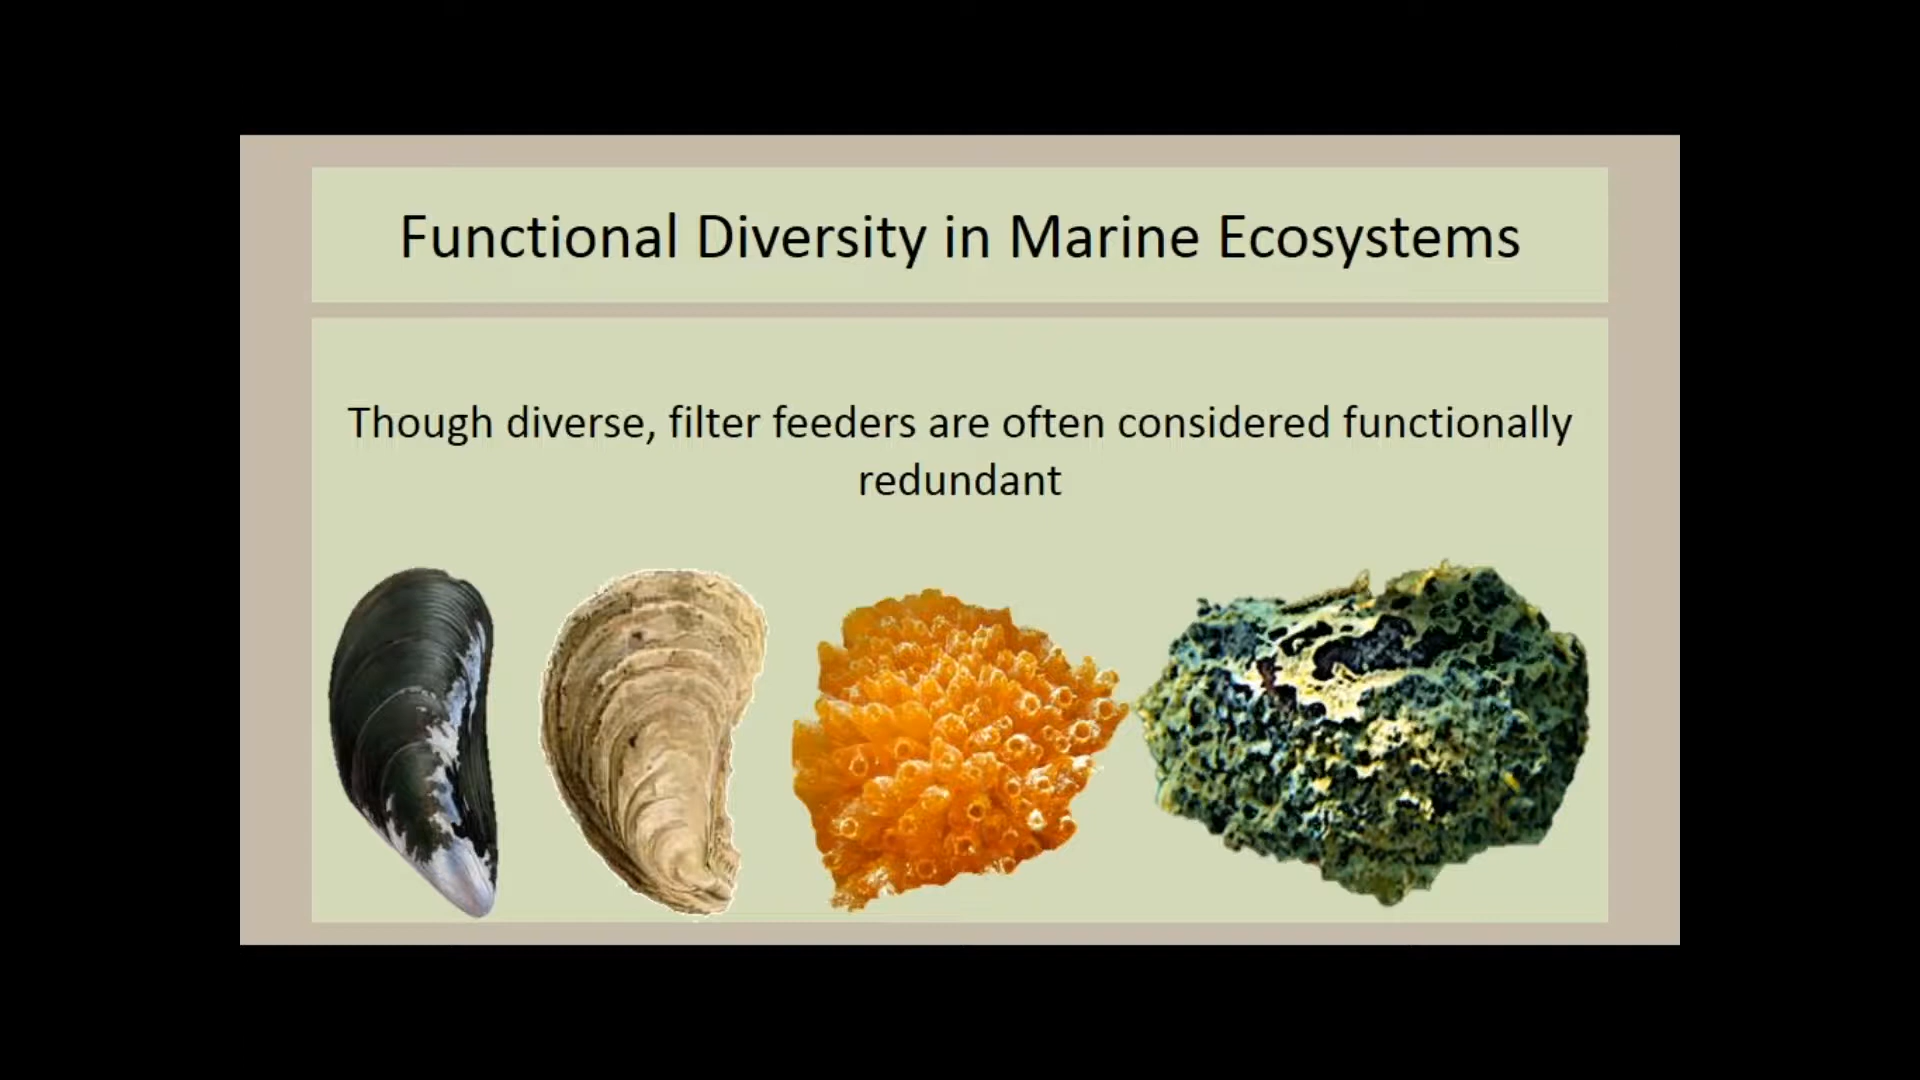 Functional Diversity in Marine Ecosystems
Though diverse, filter feeders are often considered functionally
redundant